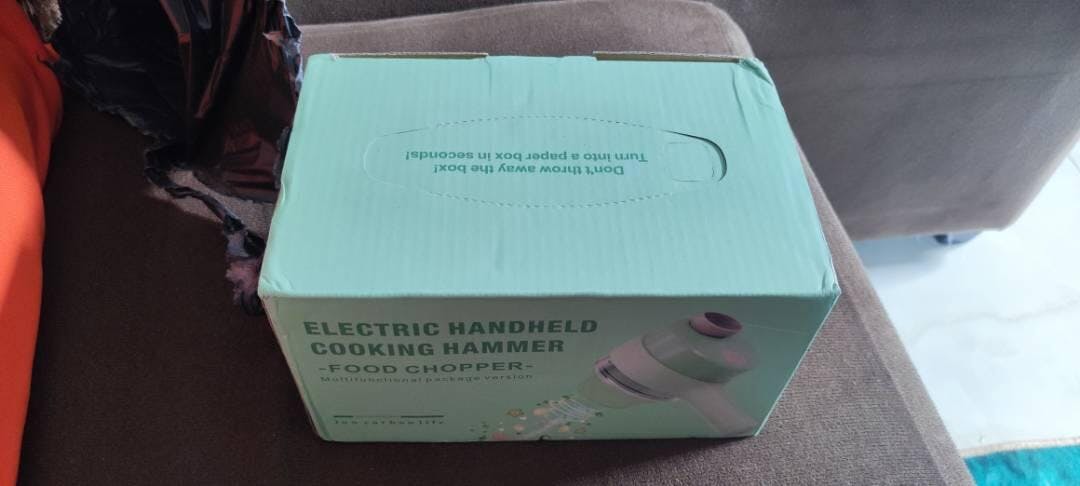 Don't throw away the box!
Turn into a paper box in seconds!
ELECTRIC HANDHELD
COOKING HAMMER
-FOOD CHOPPER-
Multifunctional package version
low carbon life